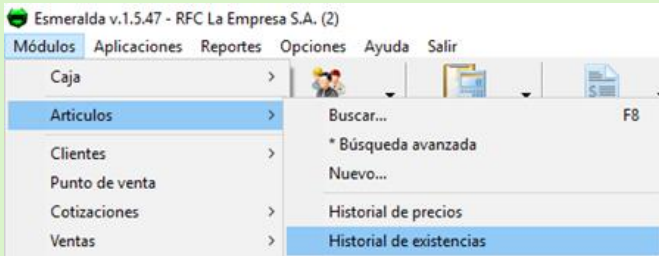 Esmeralda v.1.5.47 - RFC La Empresa S.A. (2)
Módulos Aplicaciones Reportes Opciones Ayuda Salir
Caja
Articulos
Clientes
Punto de venta
Cotizaciones
Ventas
Buscar... F8
* Búsqueda avanzada
Nuevo...
Historial de precios
Historial de existencias